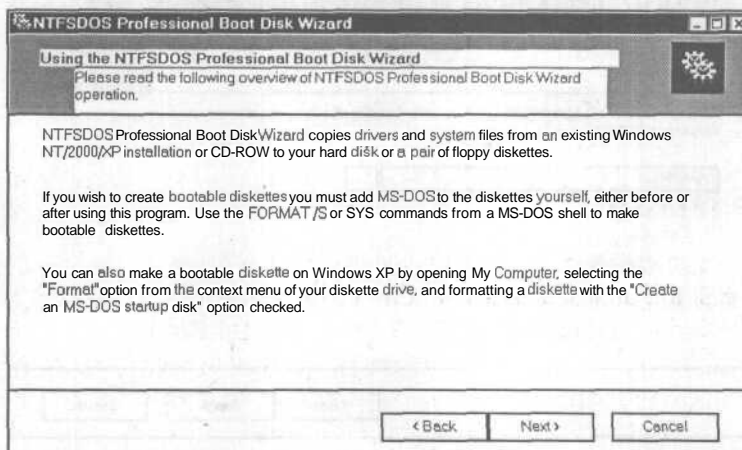 NTFSDOS Professional Boot Disk Wizard
Using the NTFSDOS Professional Boot Disk Wizard
Please read the following overview of NTFSDOS Professional Boot Disk Wizard
operation.
NTFSDOS Professional Boot Disk Wizard copies drivers and system files from an existing Windows
NT/2000/XP installation or CD-ROW to your hard disk or a pair of floppy diskettes.
If you wish to create bootable diskettes you must add MS-DOS to the diskettes yourself, either before or
after using this program. Use the FORMAT /S or SYS commands from a MS-DOS shell to make
bootable diskettes.
You can also make a bootable diskette on Windows XP by opening My Computer, selecting the
"Format" option from the context menu of your diskette drive, and formatting a diskette with the "Create
an MS-DOS startup disk" option checked.
< Back
Next >
Cancel